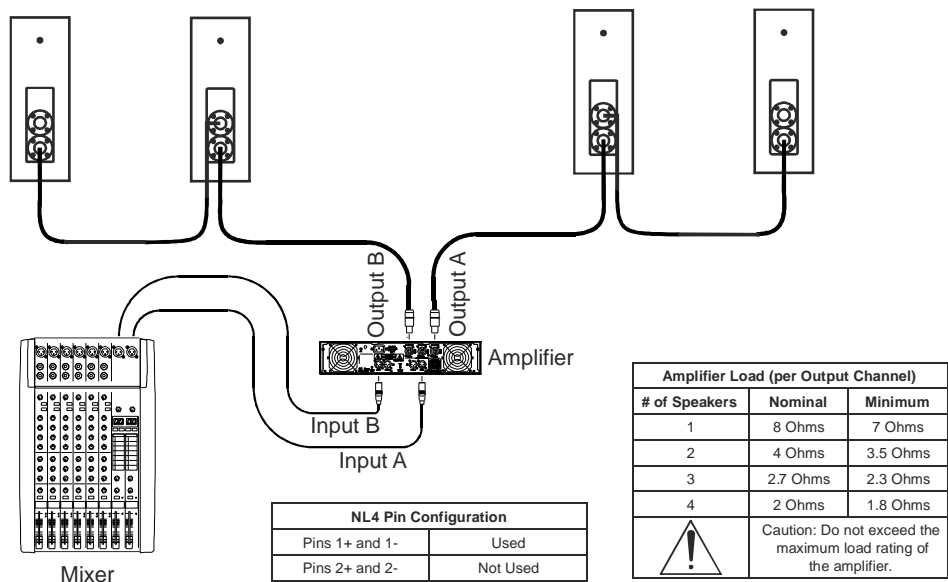 Output B
Output A
Amplifier
Input B
Input A
Mixer
NL4 Pin Configuration
Pins 1+ and 1- Used
Pins 2+ and 2- Not Used
Amplifier Load (per Output Channel)
# of Speakers Nominal Minimum
1 8 Ohms 7 Ohms
2 4 Ohms 3.5 Ohms
3 2.7 Ohms 2.3 Ohms
4 2 Ohms 1.8 Ohms
Caution: Do not exceed the
maximum load rating of
the amplifier.